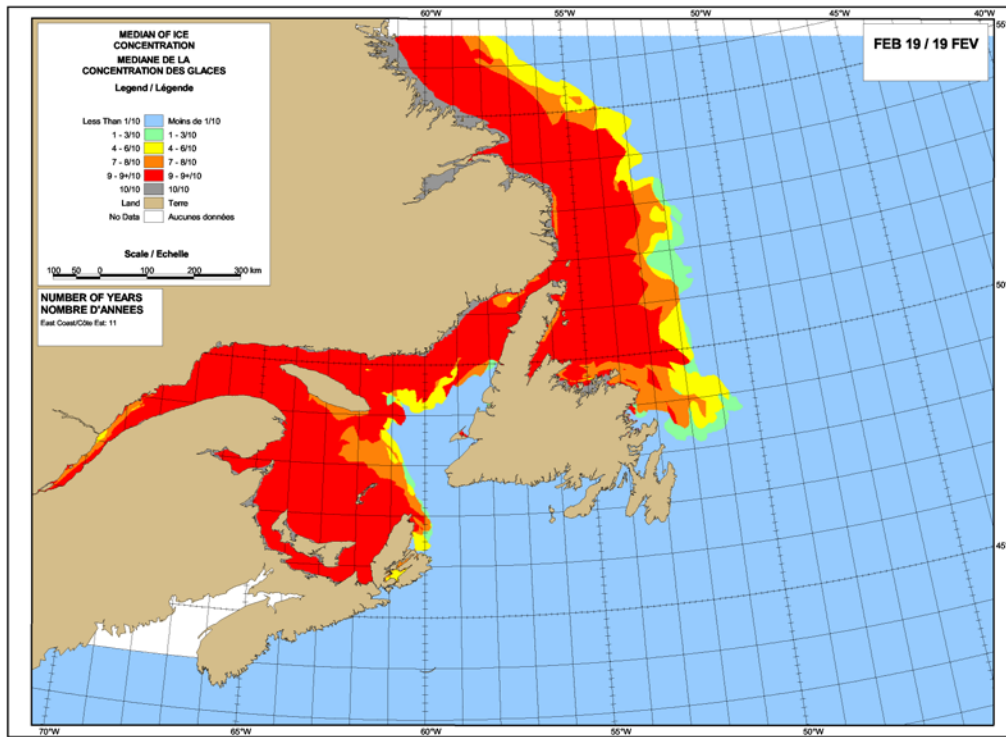 60°W
55°W
50°W
45°W
40°W
55°
MEDIAN OF ICE
CONCENTRATION
MEDIANE DE LA
CONCENTRATION DES GLACES
Legend / Légende
Less Than 1/10 Moins de 1/10
1 - 3/10 1 - 3/10
4 - 6/10 4 - 6/10
7 - 8/10 7 - 8/10
9 - 9+/10 9 - 9+/10
10/10 10/10
Land Terre
No Data Aucunes données
Scale / Echelle
100 50 0 100 200 300 km
NUMBER OF YEARS
NOMBRE D'ANNEES
East Coast/Côte Est: 11
FEB 19 / 19 FEV
50°
45°
70°W
65°W
60°W
55°W
50°W